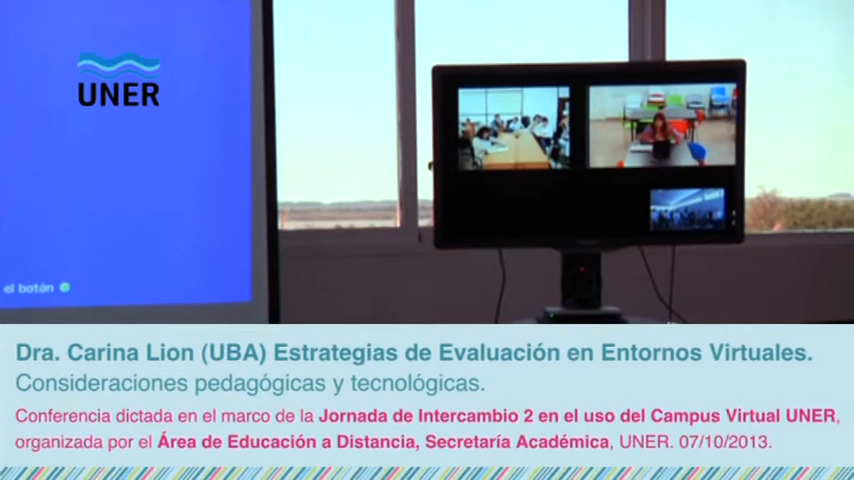 UNER
el botón
Dra. Carina Lion (UBA) Estrategias de Evaluación en Entornos Virtuales.
Consideraciones pedagógicas y tecnológicas.
Conferencia dictada en el marco de la Jornada de Intercambio 2 en el uso del Campus Virtual UNER,
organizada por el Área de Educación a Distancia, Secretaría Académica, UNER. 07/10/2013.